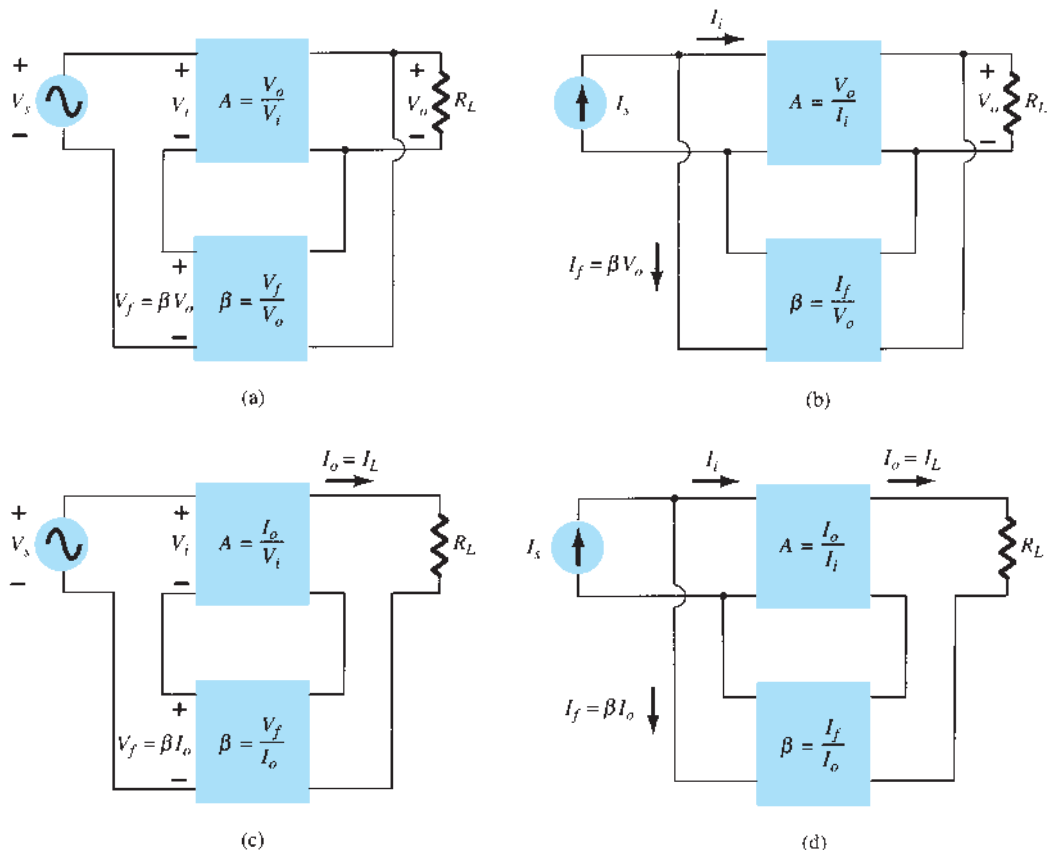 +
V_s
−
+
V_i
−
A = V_o/V_i
+
V_o
−
R_L
+
V_f = βV_o
−
β = V_f/V_o
(a)
I_i
I_s
A = V_o/I_i
+
V_o
−
R_L
I_f = βV_o
β = I_f/V_o
(b)
I_o = I_L
+
V_s
−
+
V_i
−
A = I_o/V_i
R_L
+
V_f = βI_o
−
β = V_f/I_o
(c)
I_i
I_o = I_L
I_s
A = I_o/I_i
R_L
I_f = βI_o
β = I_f/I_o
(d)